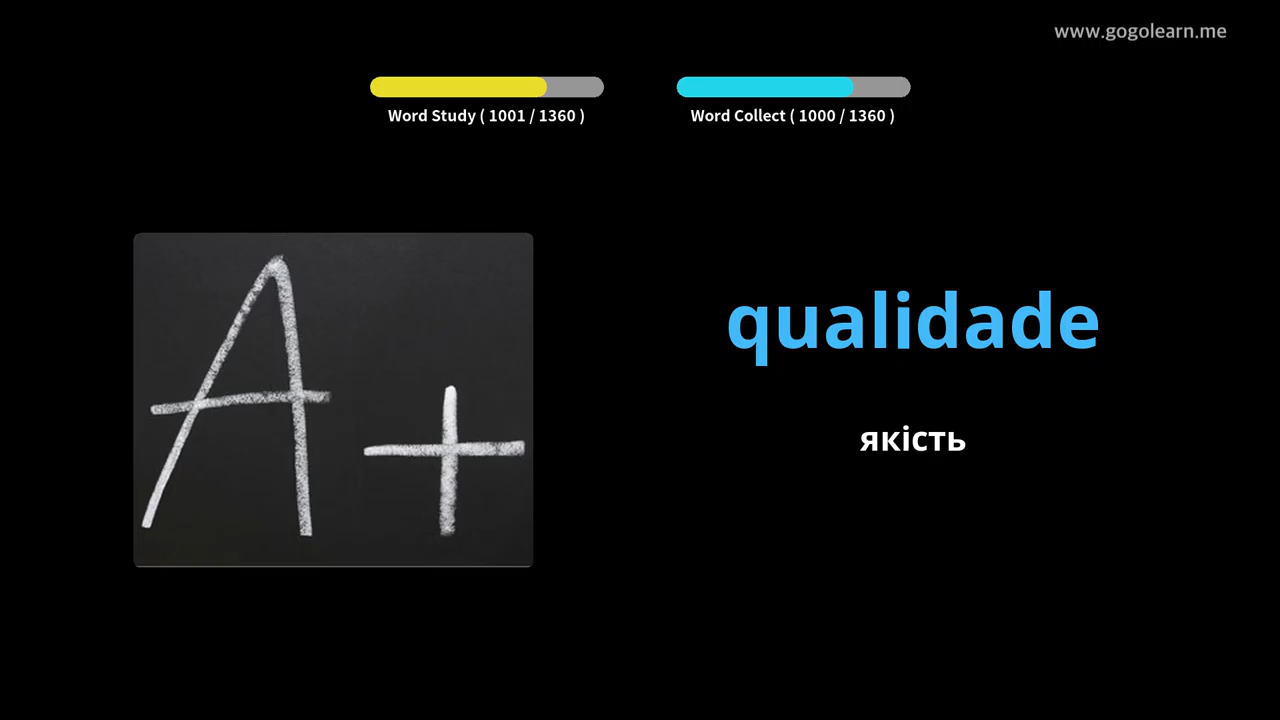 www.gogolearn.me
Word Study ( 1001 / 1360 )
Word Collect ( 1000 / 1360 )
A+
qualidade
якість